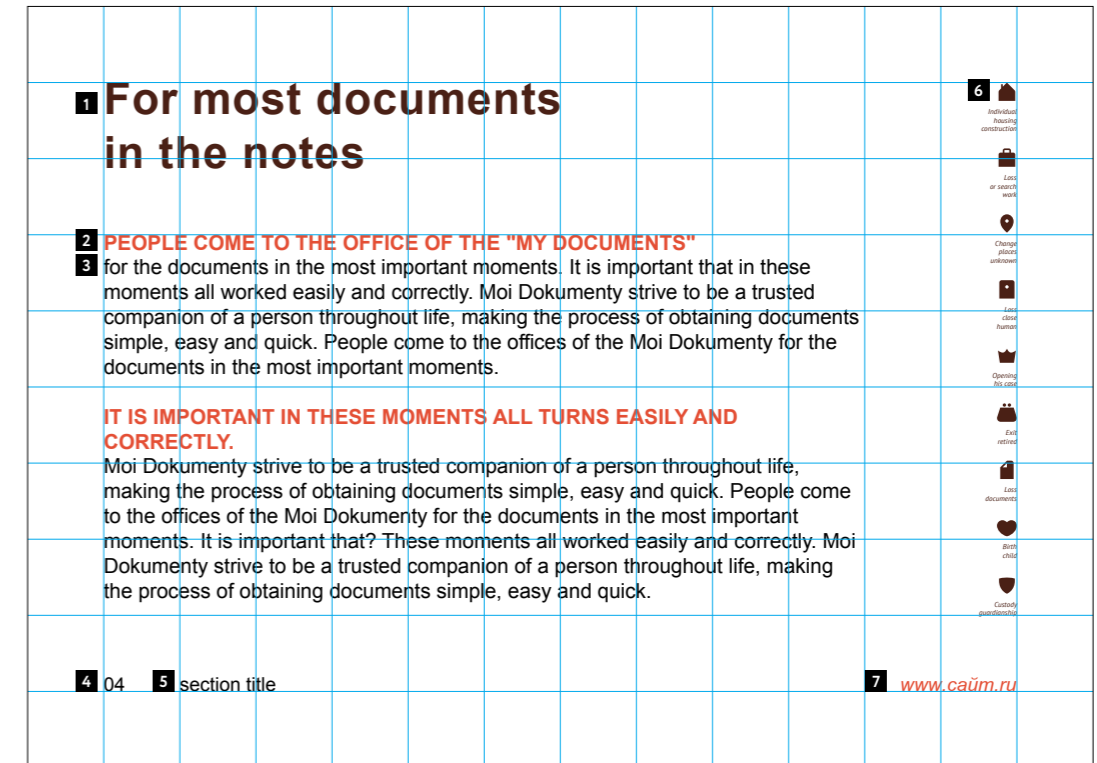 1 For most documents
in the notes
2 PEOPLE COME TO THE OFFICE OF THE "MY DOCUMENTS"
3 for the documents in the most important moments. It is important that in these
moments all worked easily and correctly. Moi Dokumenty strive to be a trusted
companion of a person throughout life, making the process of obtaining documents
simple, easy and quick. People come to the offices of the Moi Dokumenty for the
documents in the most important moments.
IT IS IMPORTANT IN THESE MOMENTS ALL TURNS EASILY AND
CORRECTLY.
Moi Dokumenty strive to be a trusted companion of a person throughout life,
making the process of obtaining documents simple, easy and quick. People come
to the offices of the Moi Dokumenty for the documents in the most important
moments. It is important that? These moments all worked easily and correctly. Moi
Dokumenty strive to be a trusted companion of a person throughout life, making
the process of obtaining documents simple, easy and quick.
6
Individual
housing
construction
Loss
or search
work
Change
places
unknown
Loss
close
human
Opening
his case
Exit
retired
Loss
documents
Birth
child
Custody
guardianship
4 04 5 section title
7 www.сайт.ru